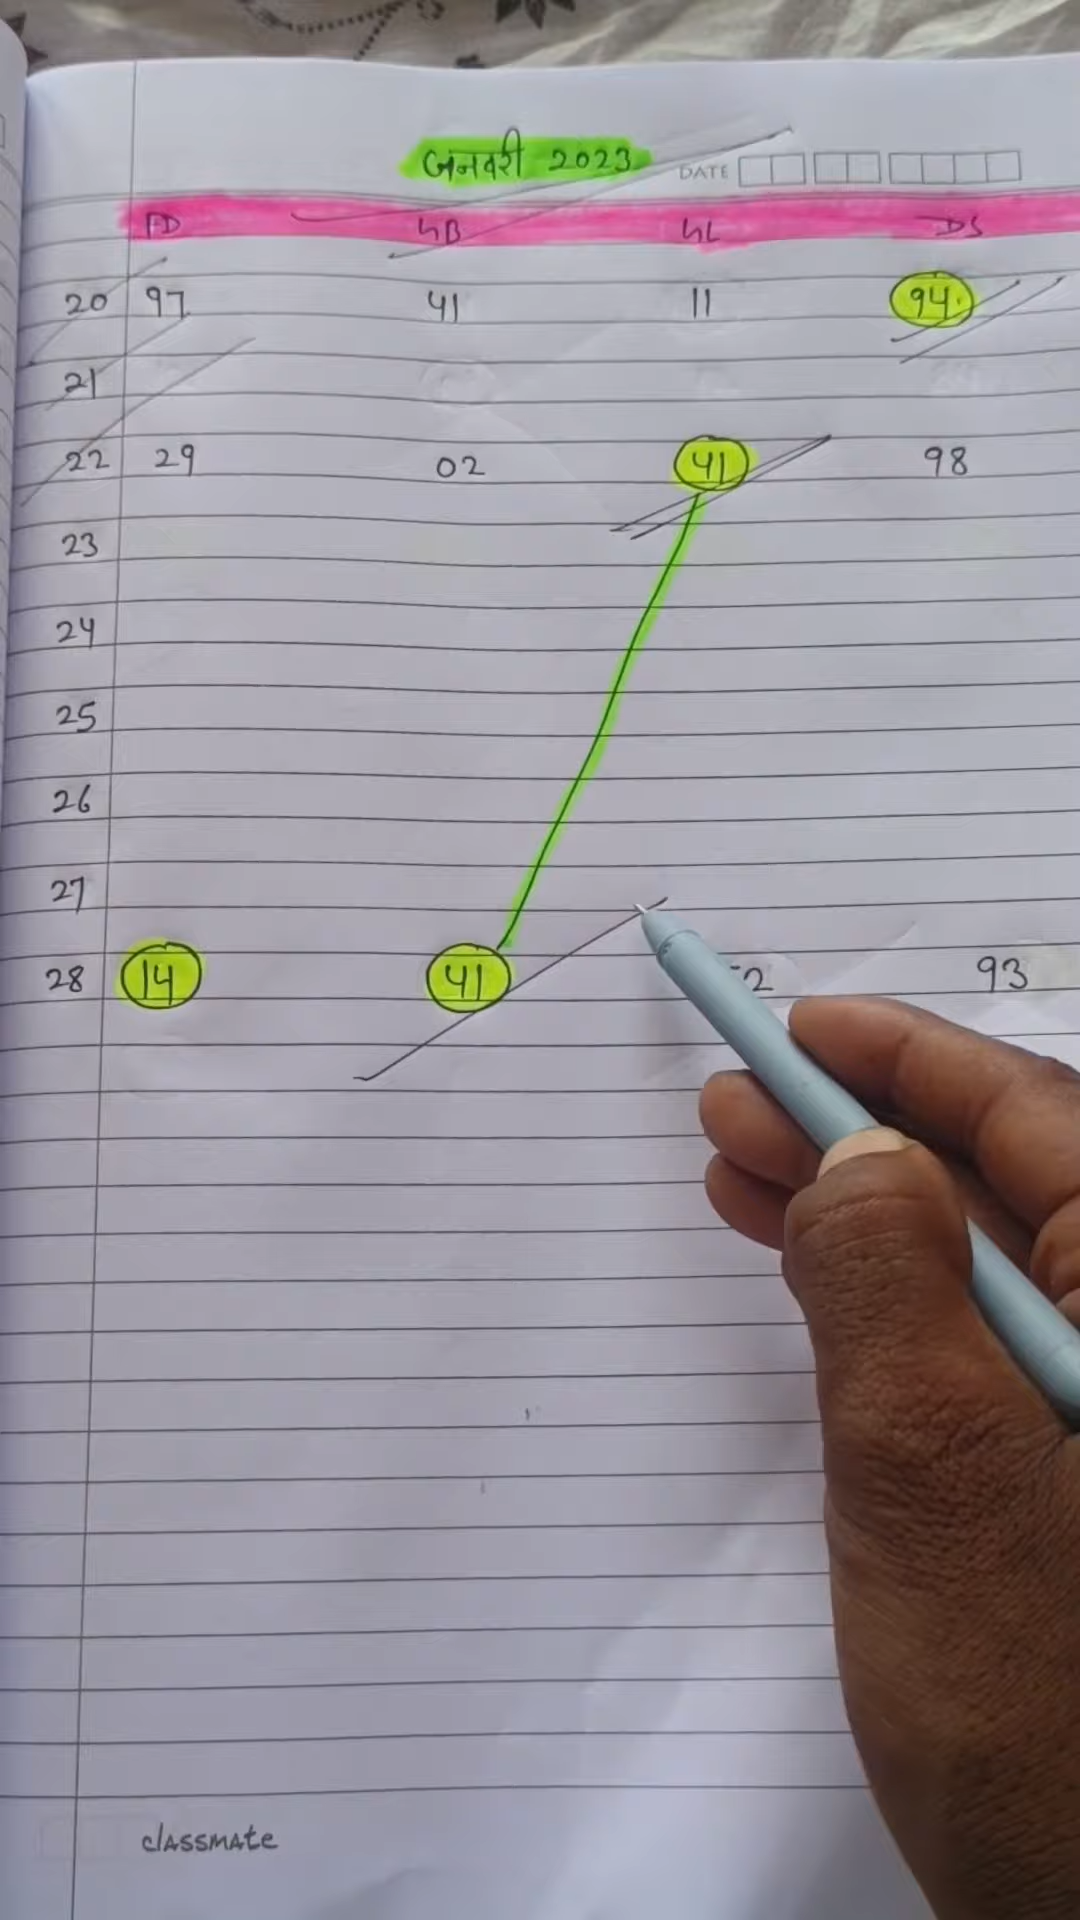 जनवरी 2023 DATE
FD GB GL DS
20 97 41 11 94
21
22 29 02 41 98
23
24
25
26
27
28 14 41 2 93
classmate